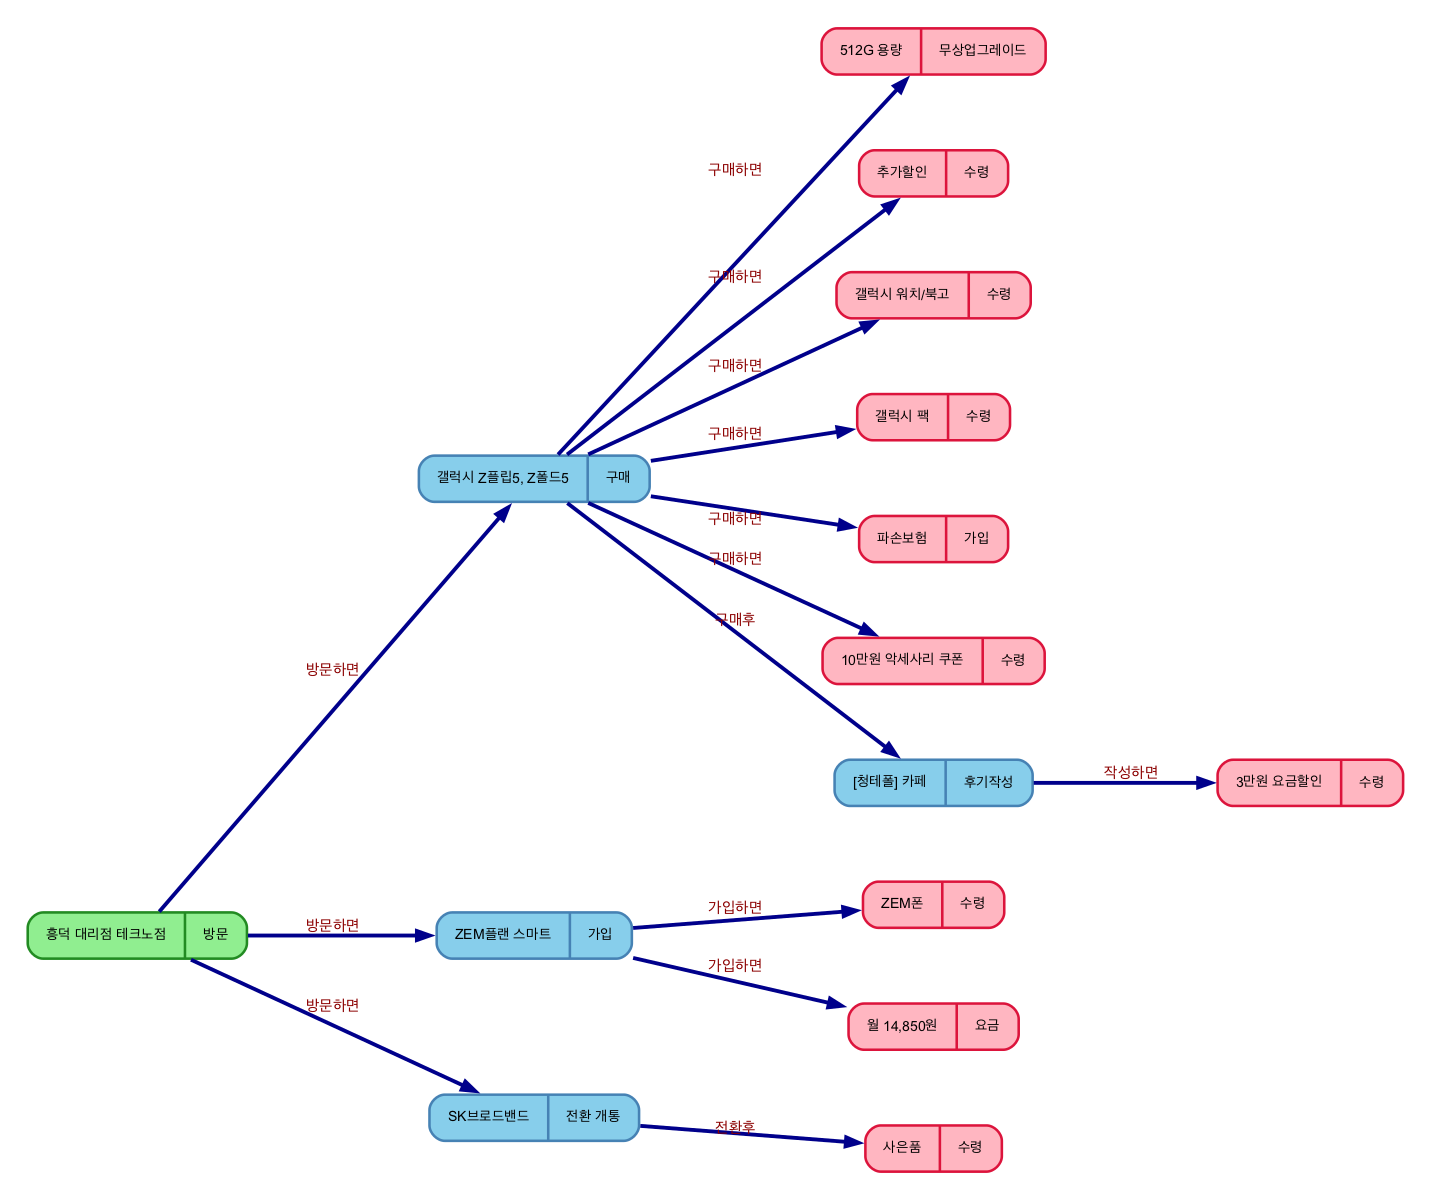 512G 용량 무상업그레이드
구매하면
추가할인 수령
구매하면
갤럭시 워치/북고 수령
구매하면
갤럭시 팩 수령
구매하면
갤럭시 Z플립5, Z폴드5 구매
구매하면
파손보험 가입
구매하면
구매후
10만원 악세사리 쿠폰 수령
방문하면
[청테폴] 카페 후기작성
작성하면
3만원 요금할인 수령
흥덕 대리점 테크노점 방문
방문하면
ZEM플랜 스마트 가입
가입하면
ZEM폰 수령
가입하면
월 14,850원 요금
방문하면
SK브로드밴드 전환 개통
전환후
사은품 수령